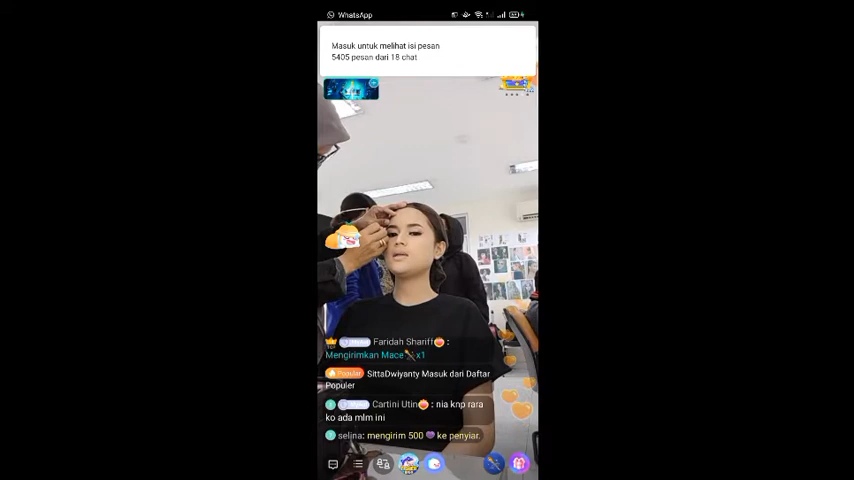 WhatsApp
Masuk untuk melihat isi pesan
5405 pesan dari 18 chat
Faridah Shariff :
Mengirimkan Mace x1
Populer SittaDwiyanty Masuk dari Daftar
Populer
Cartini Utin : nia knp rara
ko ada mlm ini
selina: mengirim 500 ke penyiar.